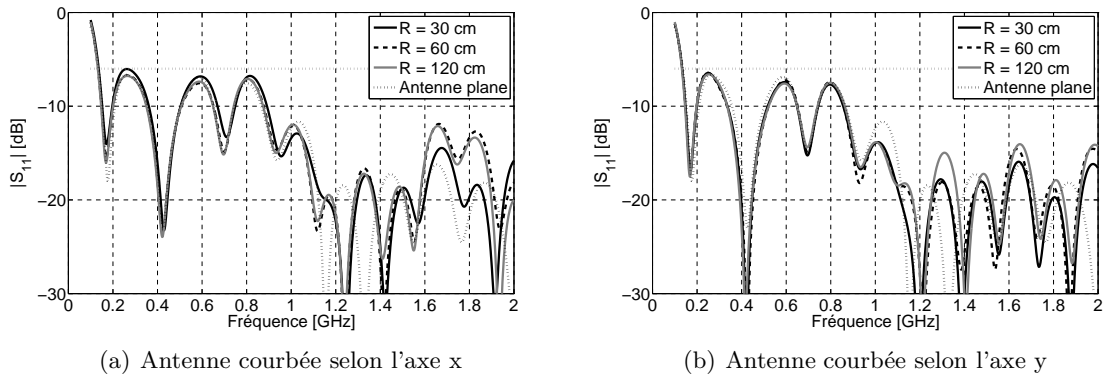 0
−10
−20
−30
|S11| [dB]
0 0.2 0.4 0.6 0.8 1 1.2 1.4 1.6 1.8 2
Fréquence [GHz]
R = 30 cm
R = 60 cm
R = 120 cm
Antenne plane
(a) Antenne courbée selon l'axe x
0
−10
−20
−30
|S11| [dB]
0 0.2 0.4 0.6 0.8 1 1.2 1.4 1.6 1.8 2
Fréquence [GHz]
R = 30 cm
R = 60 cm
R = 120 cm
Antenne plane
(b) Antenne courbée selon l'axe y